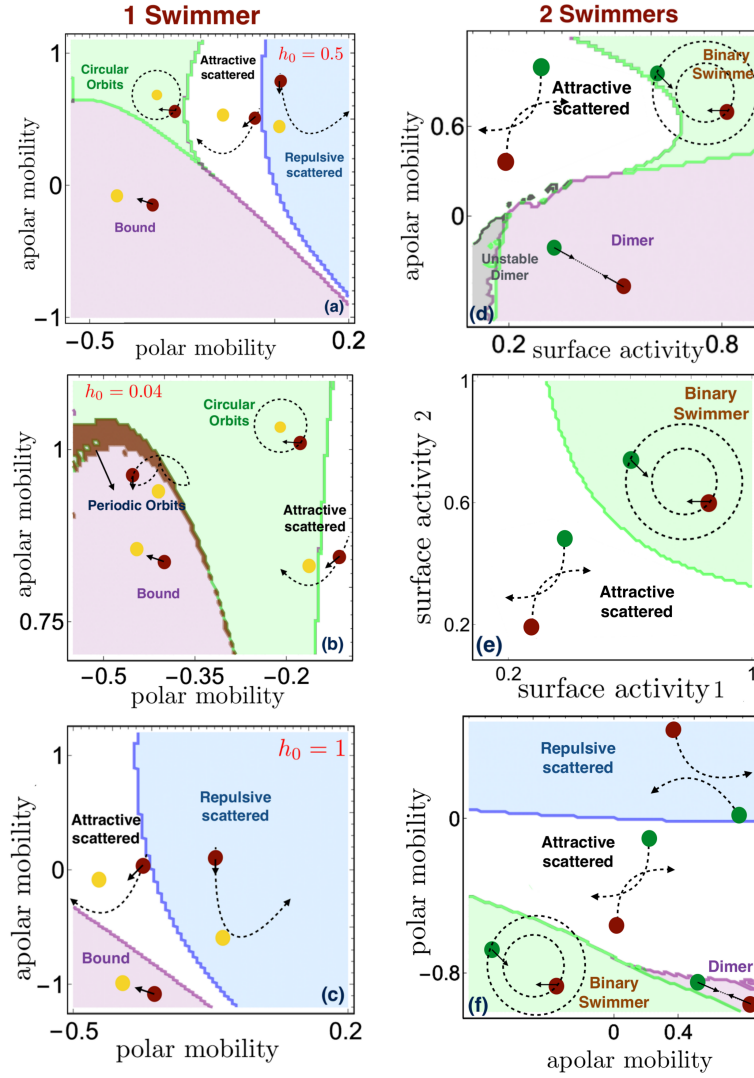 1 Swimmer
2 Swimmers
1
0
-1
apolar mobility
Circular
Orbits
Attractive
scattered
h₀ = 0.5
Repulsive
scattered
Bound
(a)
-0.5
0.2
polar mobility
0.6
0
apolar mobility
Attractive
scattered
Binary
Swimmer
Unstable
Dimer
Dimer
(d)
0.2
0.8
surface activity
1
0.75
apolar mobility
h₀ = 0.04
Circular
Orbits
Periodic Orbits
Attractive
scattered
Bound
(b)
-0.5
-0.35
-0.2
polar mobility
1
0.6
0.2
surface activity 2
Binary
Swimmer
Attractive
scattered
(e)
0.2
1
surface activity 1
1
0
-1
apolar mobility
h₀ = 1
Attractive
scattered
Repulsive
scattered
Bound
(c)
-0.5
0.2
polar mobility
0
-0.8
polar mobility
Repulsive
scattered
Attractive
scattered
Binary
Swimmer
Dimer
(f)
0
0.4
apolar mobility